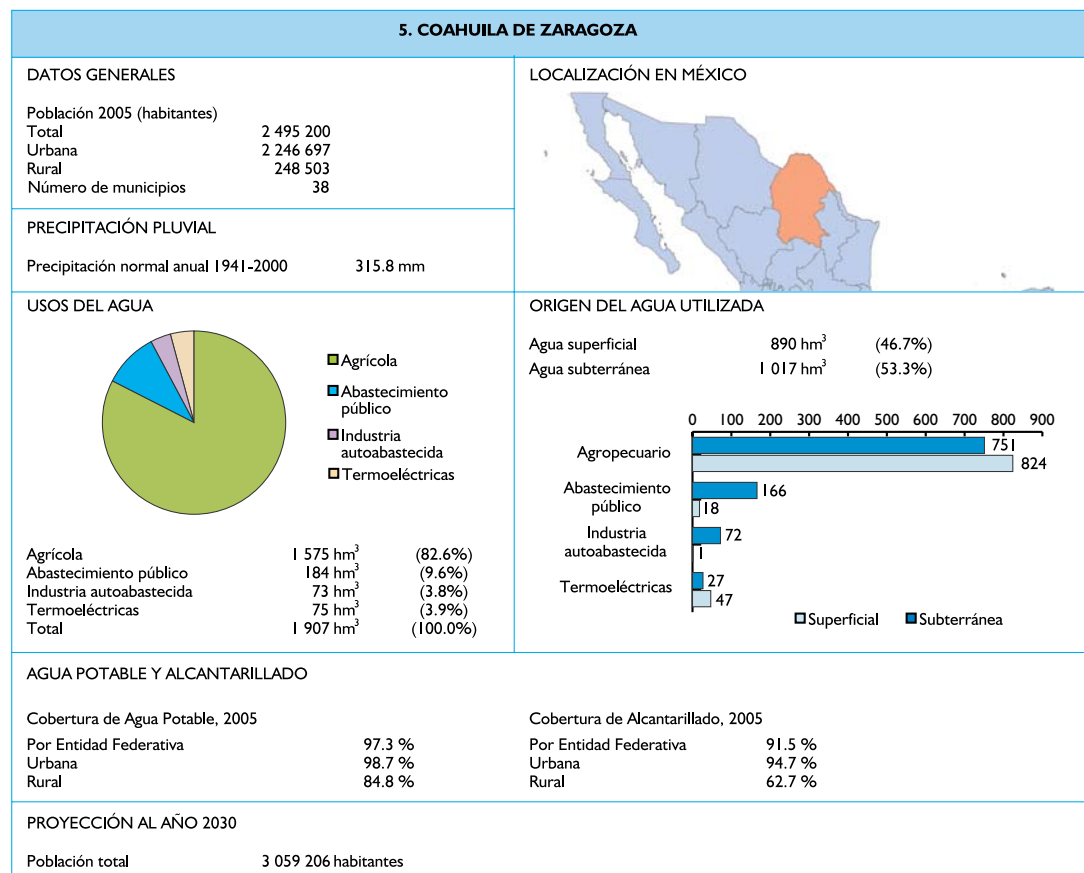 5. COAHUILA DE ZARAGOZA
DATOS GENERALES
Población 2005 (habitantes)
Total 2 495 200
Urbana 2 246 697
Rural 248 503
Número de municipios 38
LOCALIZACIÓN EN MÉXICO
PRECIPITACIÓN PLUVIAL
Precipitación normal anual 1941-2000 315.8 mm
USOS DEL AGUA
Agrícola
Abastecimiento
público
Industria
autoabastecida
Termoeléctricas
Agrícola 1 575 hm³ (82.6%)
Abastecimiento público 184 hm³ (9.6%)
Industria autoabastecida 73 hm³ (3.8%)
Termoeléctricas 75 hm³ (3.9%)
Total 1 907 hm³ (100.0%)
ORIGEN DEL AGUA UTILIZADA
Agua superficial 890 hm³ (46.7%)
Agua subterránea 1 017 hm³ (53.3%)
0 100 200 300 400 500 600 700 800 900
Agropecuario 751
824
Abastecimiento
público 166
18
Industria
autoabastecida 72
1
Termoeléctricas 27
47
Superficial Subterránea
AGUA POTABLE Y ALCANTARILLADO
Cobertura de Agua Potable, 2005
Por Entidad Federativa 97.3 %
Urbana 98.7 %
Rural 84.8 %
Cobertura de Alcantarillado, 2005
Por Entidad Federativa 91.5 %
Urbana 94.7 %
Rural 62.7 %
PROYECCIÓN AL AÑO 2030
Población total 3 059 206 habitantes